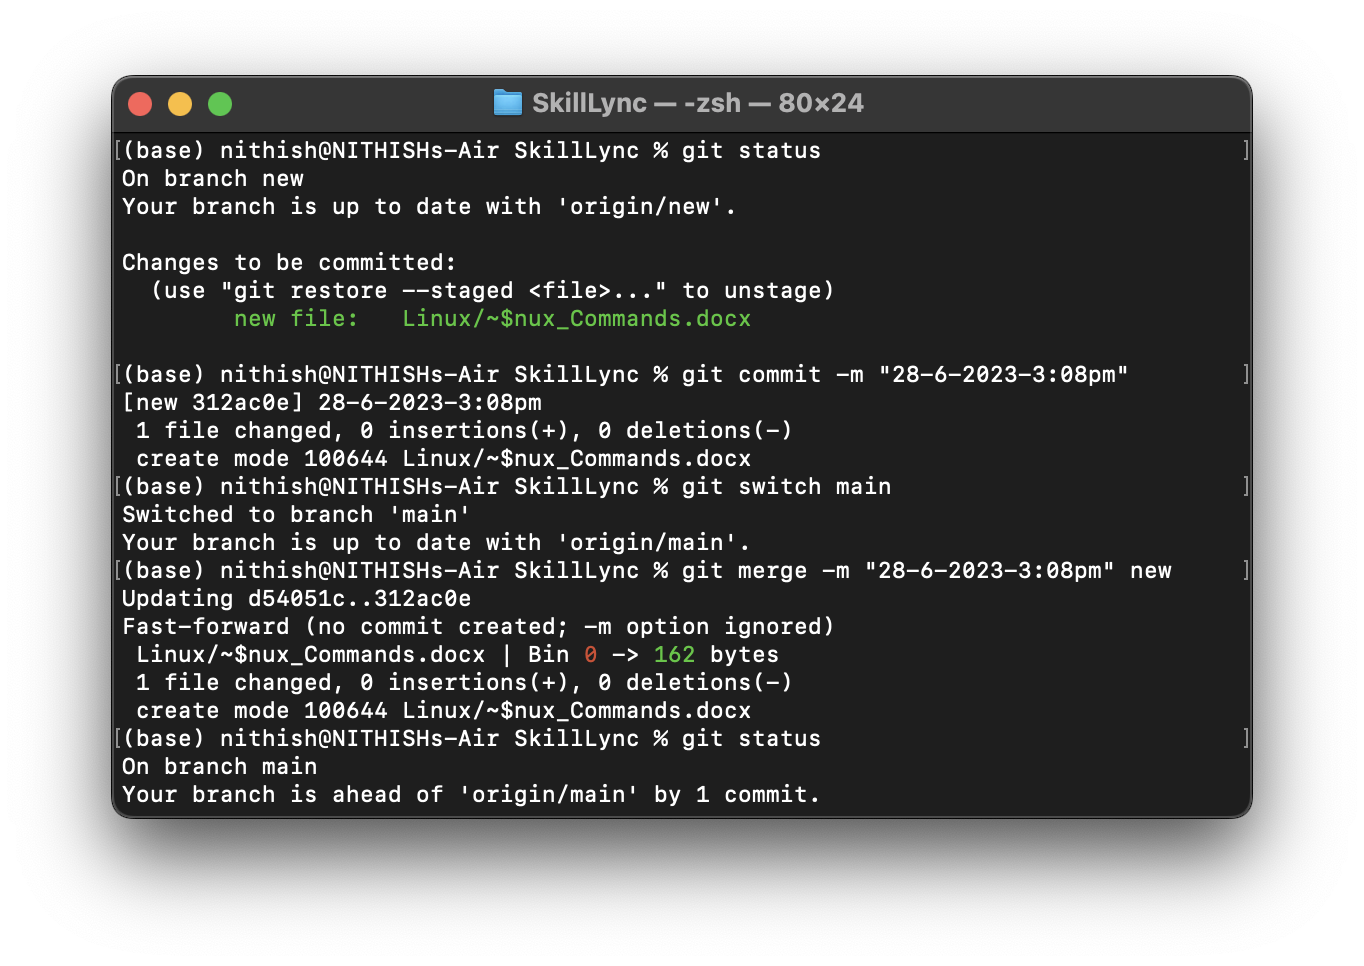 SkillLync — -zsh — 80×24
[(base) nithish@NITHISHs-Air SkillLync % git status ]
On branch new
Your branch is up to date with 'origin/new'.
Changes to be committed:
(use "git restore --staged <file>..." to unstage)
new file: Linux/~$nux_Commands.docx
[(base) nithish@NITHISHs-Air SkillLync % git commit -m "28-6-2023-3:08pm" ]
[new 312ac0e] 28-6-2023-3:08pm
1 file changed, 0 insertions(+), 0 deletions(-)
create mode 100644 Linux/~$nux_Commands.docx
[(base) nithish@NITHISHs-Air SkillLync % git switch main ]
Switched to branch 'main'
Your branch is up to date with 'origin/main'.
[(base) nithish@NITHISHs-Air SkillLync % git merge -m "28-6-2023-3:08pm" new ]
Updating d54051c..312ac0e
Fast-forward (no commit created; -m option ignored)
Linux/~$nux_Commands.docx | Bin 0 -> 162 bytes
1 file changed, 0 insertions(+), 0 deletions(-)
create mode 100644 Linux/~$nux_Commands.docx
[(base) nithish@NITHISHs-Air SkillLync % git status ]
On branch main
Your branch is ahead of 'origin/main' by 1 commit.